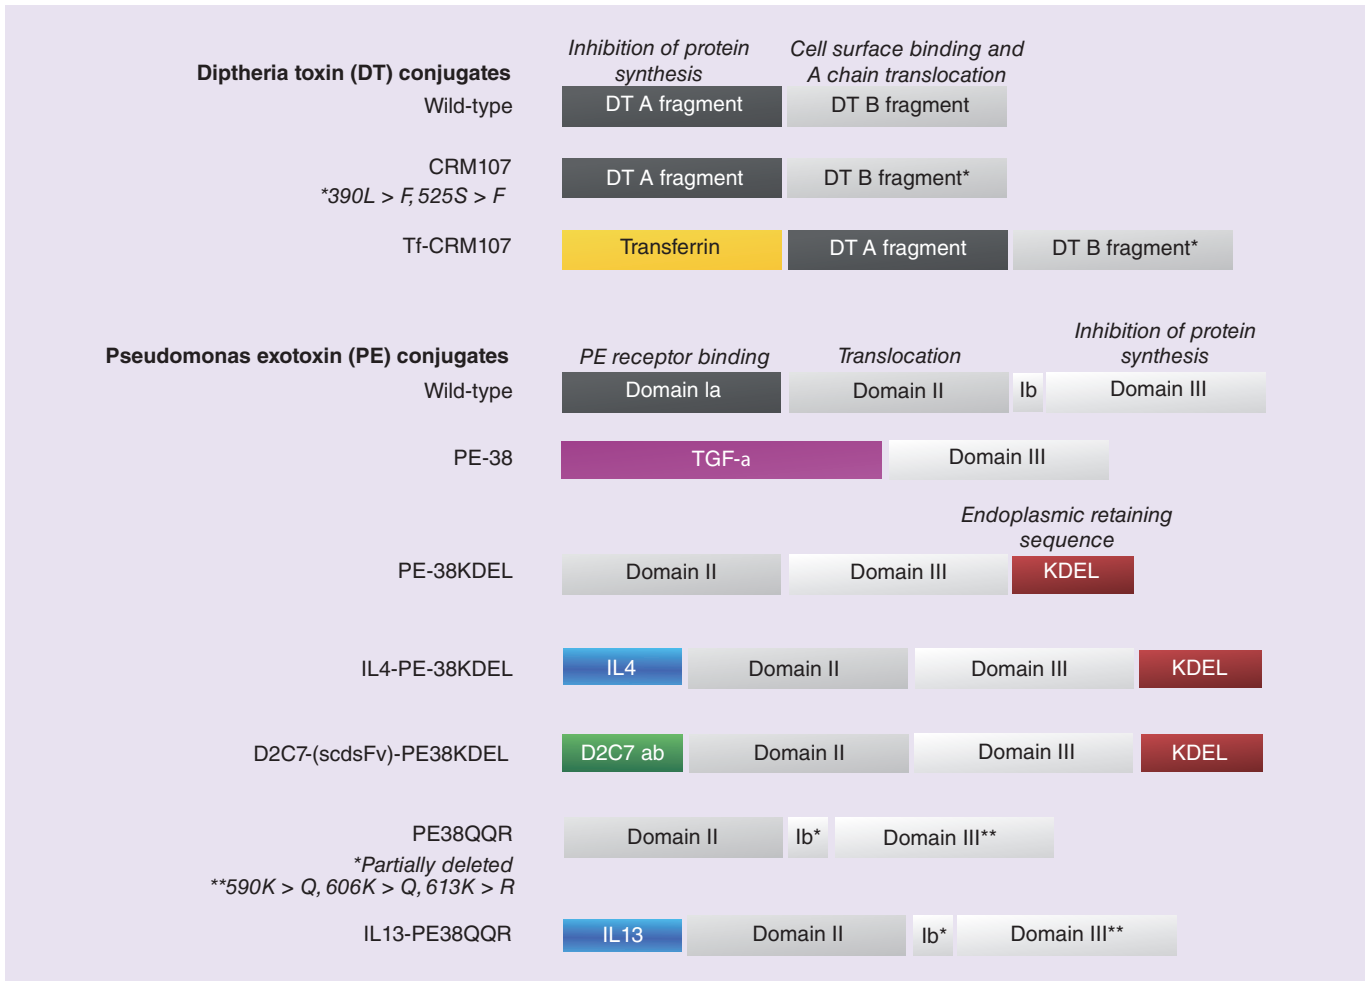 Inhibition of protein
synthesis
Cell surface binding and
A chain translocation
Diptheria toxin (DT) conjugates
Wild-type
DT A fragment
DT B fragment
CRM107
*390L > F, 525S > F
DT A fragment
DT B fragment*
Tf-CRM107
Transferrin
DT A fragment
DT B fragment*
Pseudomonas exotoxin (PE) conjugates
PE receptor binding
Translocation
Inhibition of protein
synthesis
Wild-type
Domain Ia
Domain II
Ib
Domain III
PE-38
TGF-a
Domain III
Endoplasmic retaining
sequence
PE-38KDEL
Domain II
Domain III
KDEL
IL4-PE-38KDEL
IL4
Domain II
Domain III
KDEL
D2C7-(scdsFv)-PE38KDEL
D2C7 ab
Domain II
Domain III
KDEL
PE38QQR
*Partially deleted
**590K > Q, 606K > Q, 613K > R
Domain II
Ib*
Domain III**
IL13-PE38QQR
IL13
Domain II
Ib*
Domain III**